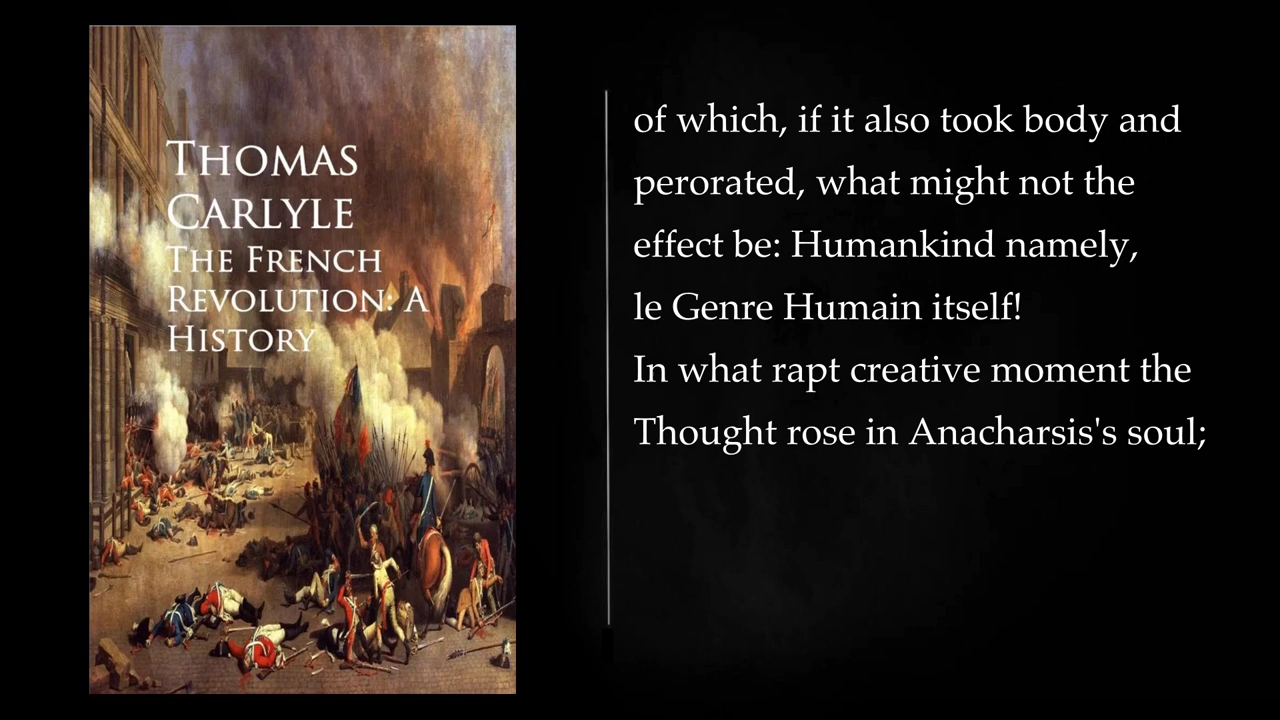 THOMAS
CARLYLE
THE FRENCH
REVOLUTION: A
HISTORY
of which, if it also took body and
perorated, what might not the
effect be: Humankind namely,
le Genre Humain itself!
In what rapt creative moment the
Thought rose in Anacharsis's soul;